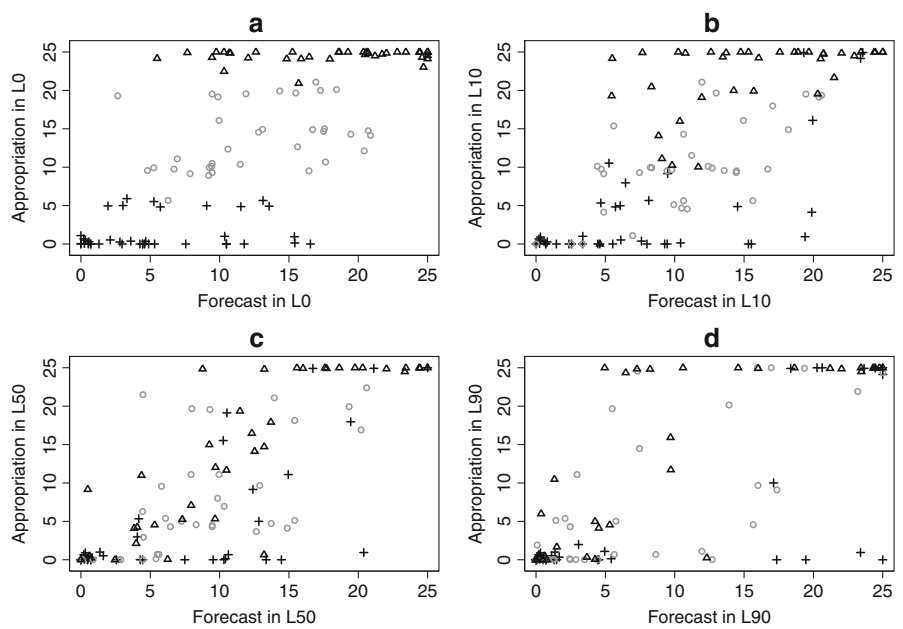 a
Appropriation in L0
25
20
15
10
5
0
0 5 10 15 20 25
Forecast in L0
b
Appropriation in L10
25
20
15
10
5
0
0 5 10 15 20 25
Forecast in L10
c
Appropriation in L50
25
20
15
10
5
0
0 5 10 15 20 25
Forecast in L50
d
Appropriation in L90
25
20
15
10
5
0
0 5 10 15 20 25
Forecast in L90